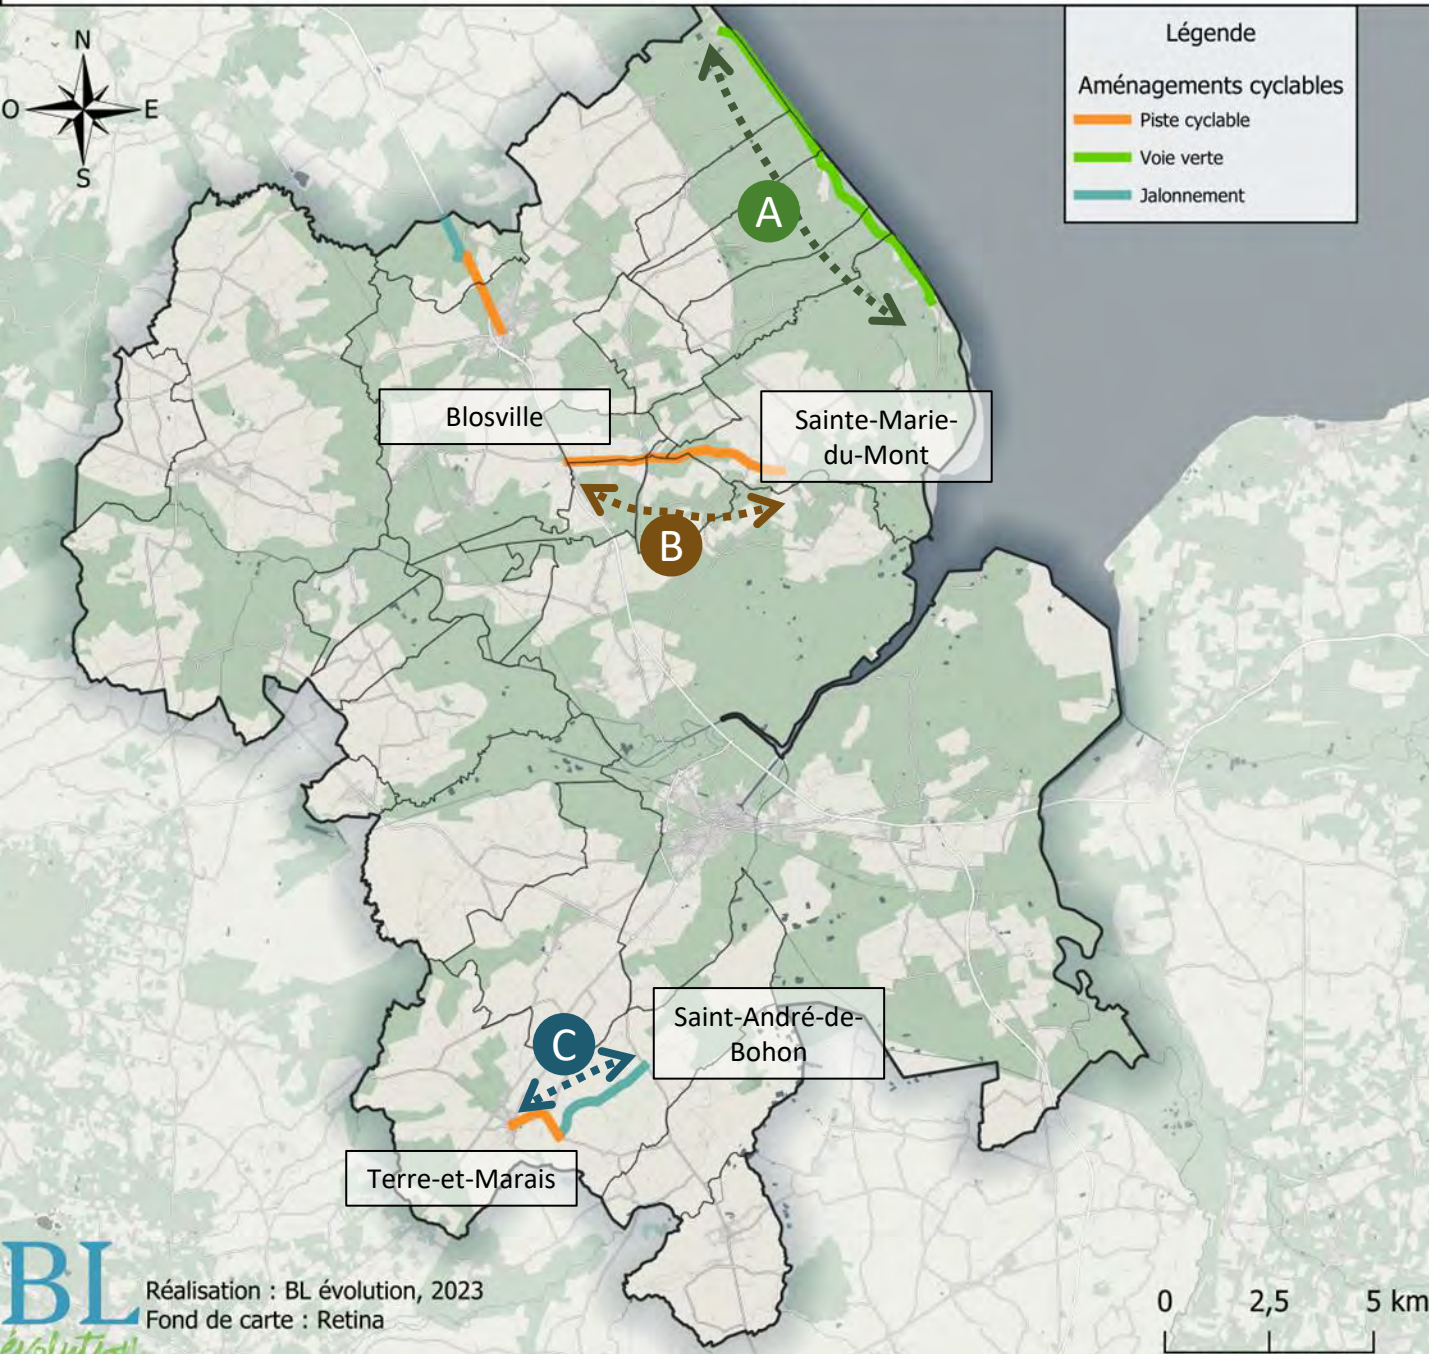 N
O
E
S
Légende
Aménagements cyclables
Piste cyclable
Voie verte
Jalonnement
A
Blosville
Sainte-Marie-
du-Mont
B
Saint-André-de-
Bohon
C
Terre-et-Marais
BL
évolution
Réalisation : BL évolution, 2023
Fond de carte : Retina
0 2,5 5 km